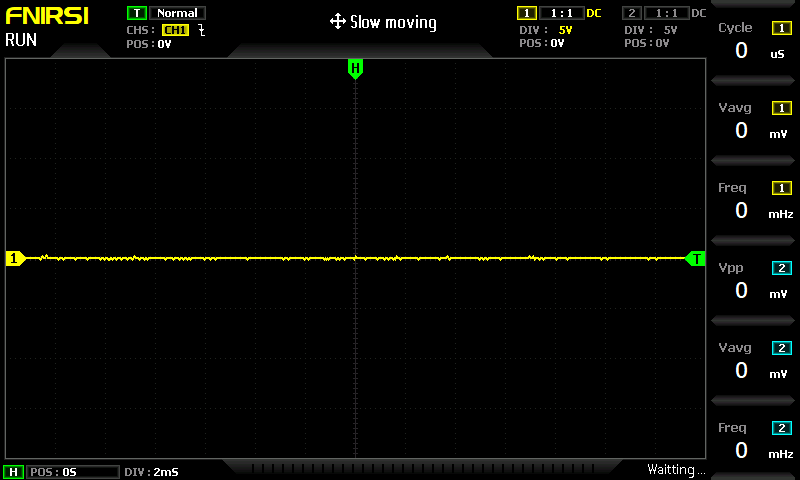 FNIRSI
RUN
T Normal
CHS: CH1
POS: 0V
Slow moving
1 1:1 DC
DIV: 5V
POS: 0V
2 1:1 DC
DIV: 5V
POS: 0V
H
1
T
Cycle 1
0 uS
Vavg 1
0 mV
Freq 1
0 mHz
Vpp 2
0 mV
Vavg 2
0 mV
Freq 2
0 mHz
H POS: 0S DIV: 2mS
Waitting...